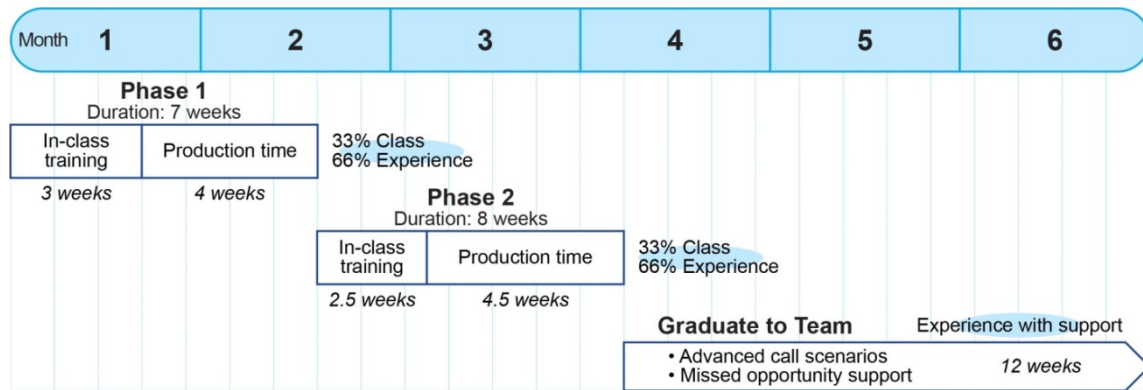 Month 1 2 3 4 5 6
Phase 1
Duration: 7 weeks
In-class
training
Production time
33% Class
66% Experience
3 weeks
4 weeks
Phase 2
Duration: 8 weeks
In-class
training
Production time
33% Class
66% Experience
2.5 weeks
4.5 weeks
Graduate to Team
Experience with support
• Advanced call scenarios
• Missed opportunity support
12 weeks